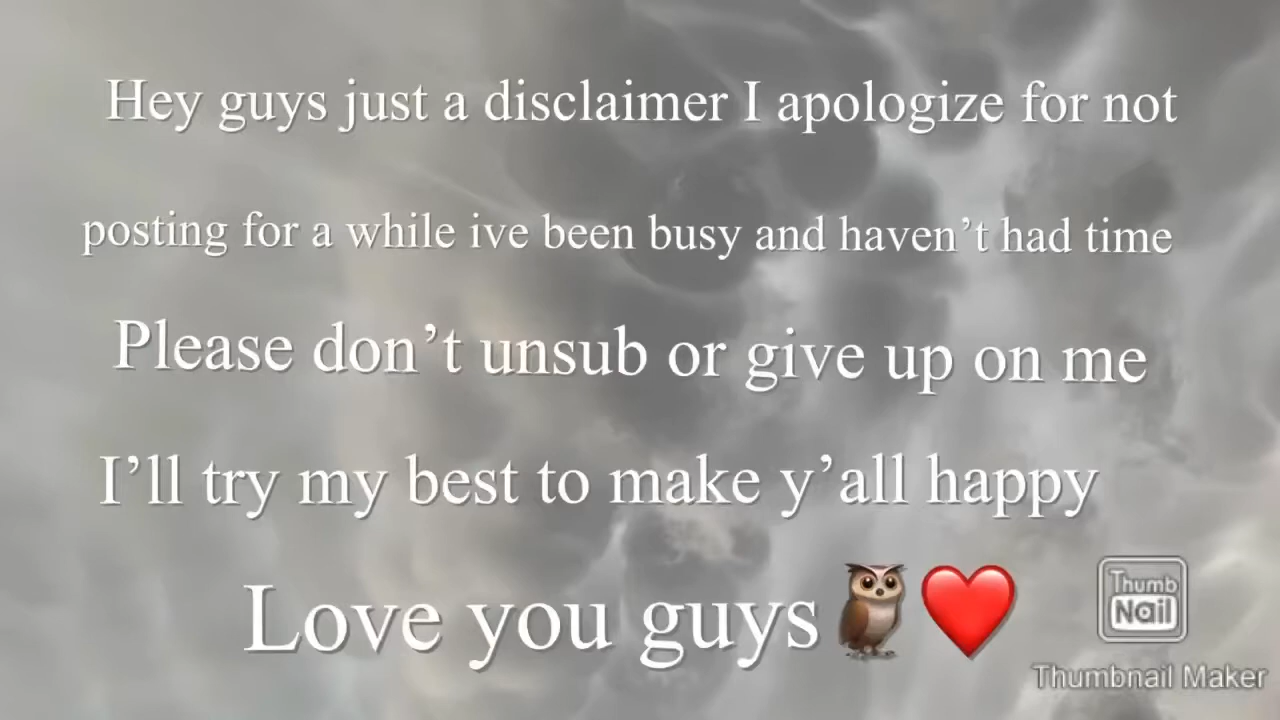 Hey guys just a disclaimer I apologize for not
posting for a while ive been busy and haven’t had time
Please don’t unsub or give up on me
I’ll try my best to make y’all happy
Love you guys🦉❤️
Thumb
Nail
Thumbnail Maker